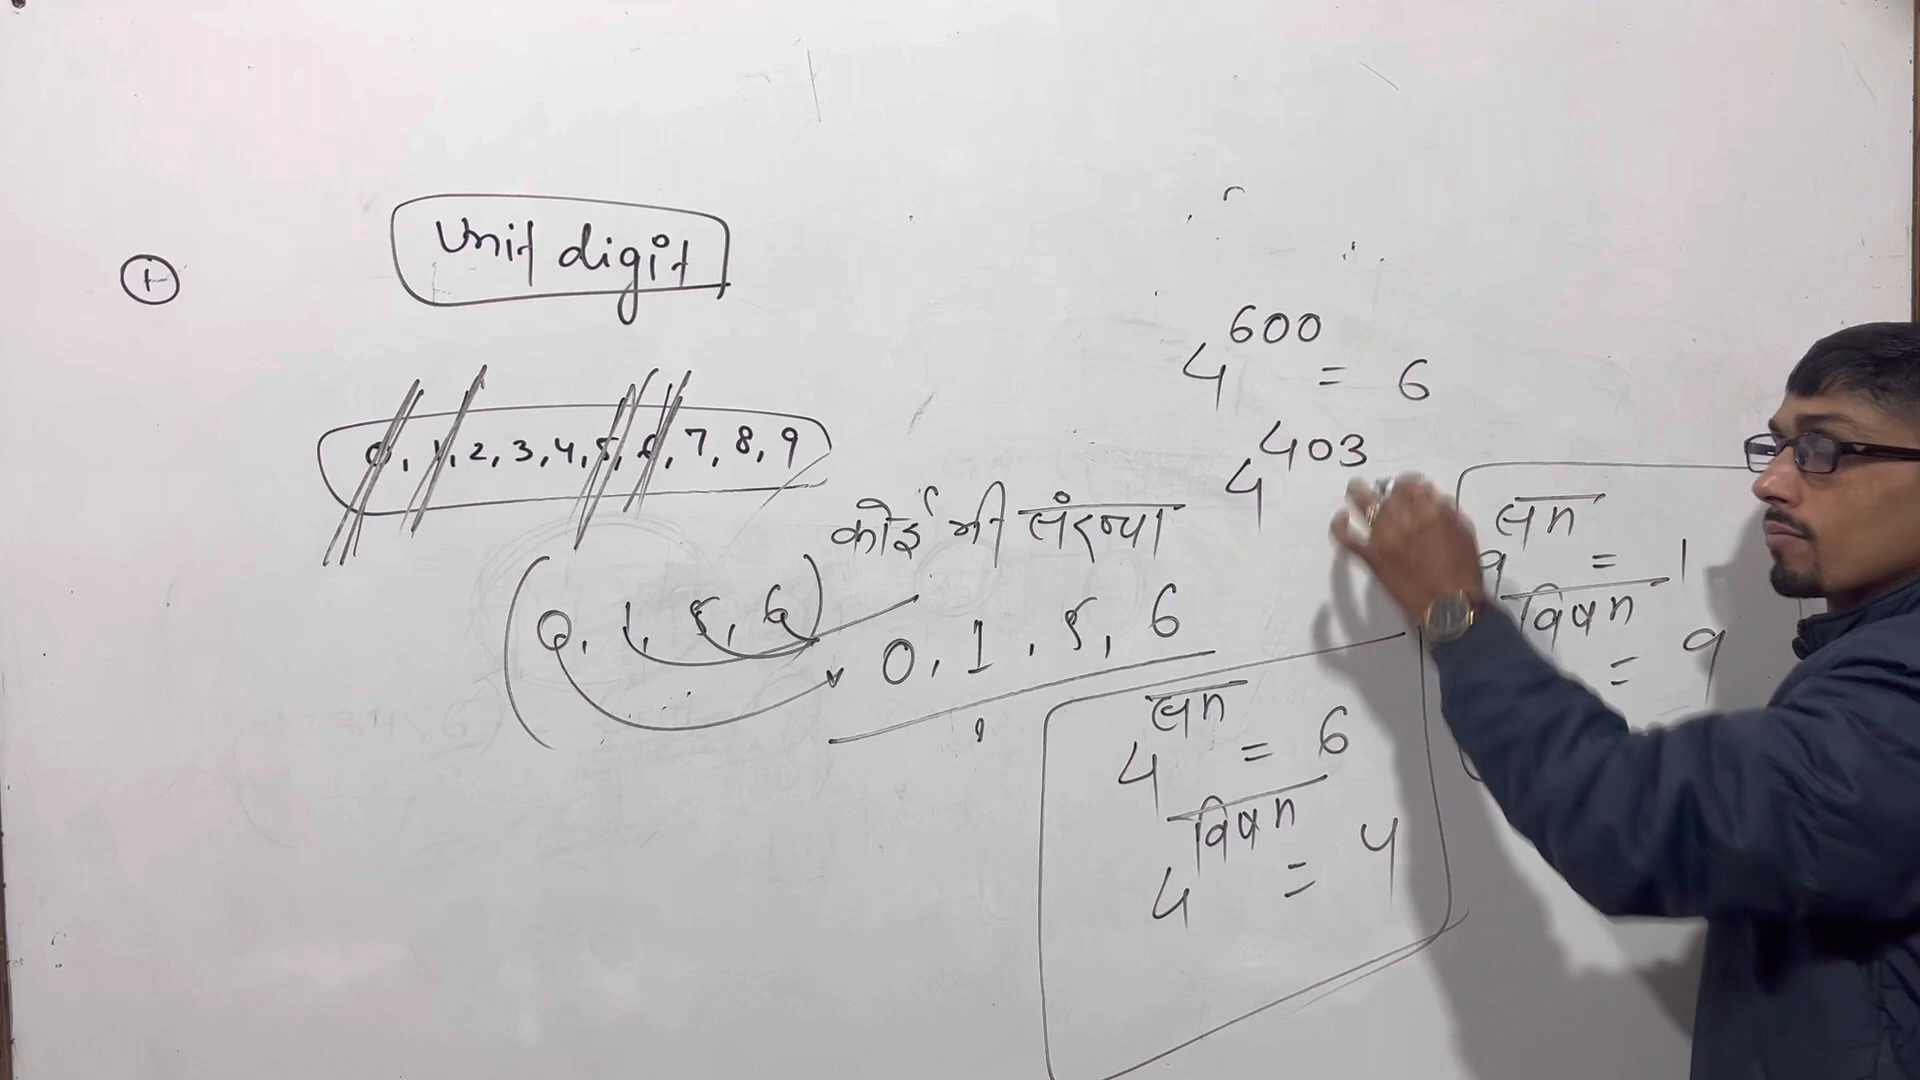 1
Unit digit
0, 1, 2, 3, 4, 5, 6, 7, 8, 9
4^600 = 6
4^403
कोई भी संख्या
(0, 1, 5, 6)
0, 1, 5, 6
4^सम = 6
4^विषम = 4
9^सम = 1
विषम = 9